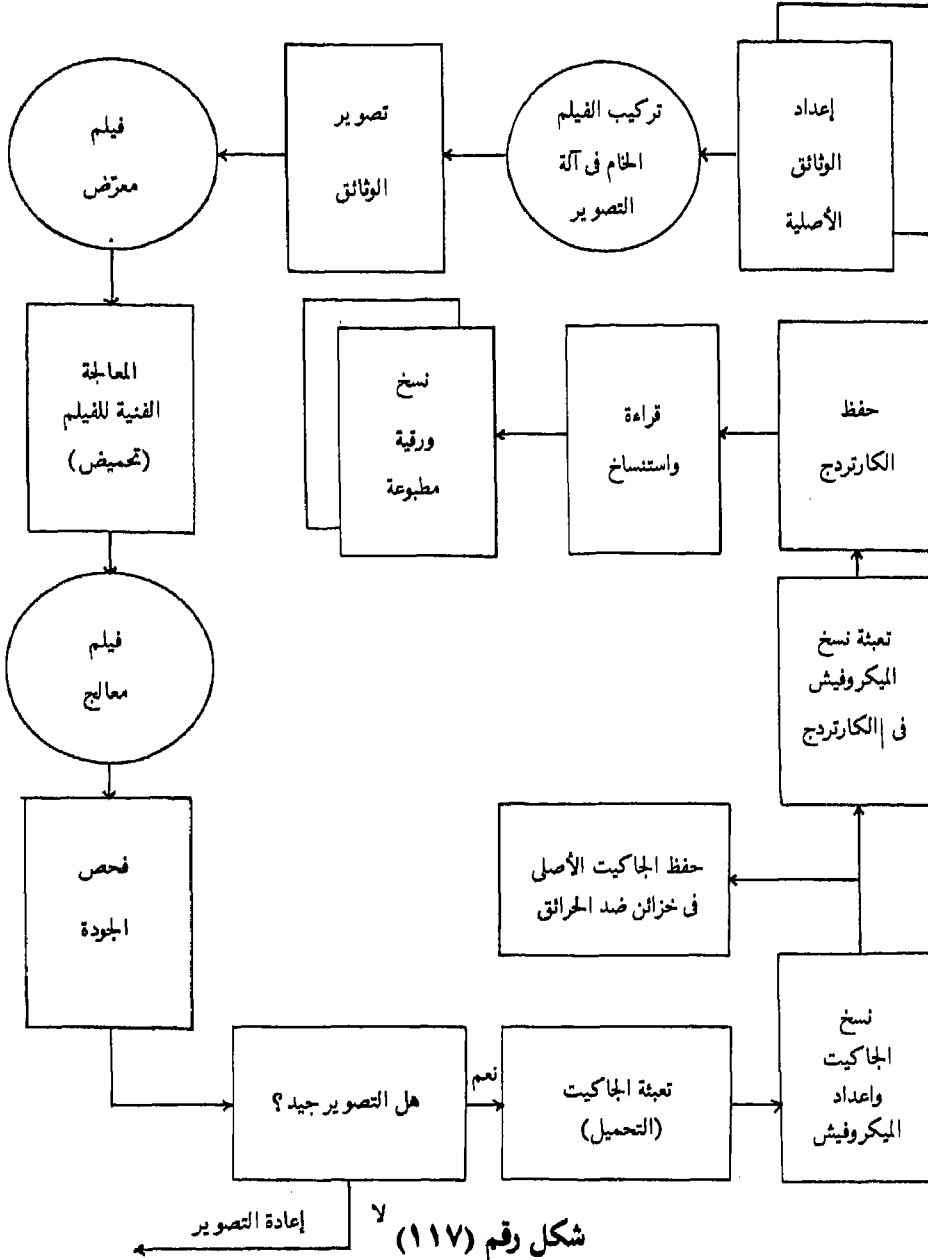 إعداد
الوثائق
الأصلية
تركيب الفيلم
الخام فى آلة
التصوير
تصوير
الوثائق
فيلم
معرّض
المعالجة
الفنية للفيلم
(تحميض)
فيلم
معالج
فحص
الجودة
هل التصوير جيد؟
نعم
لا
إعادة التصوير
تعبئة الجاكيت
(التحميل)
نسخ
الجاكيت
واعداد
الميكروفيش
حفظ الجاكيت الأصلى
فى خزائن ضد الحرائق
تعبئة نسخ
الميكروفيش
فى الكارتردج
حفظ
الكارتردج
قراءة
واستنساخ
نسخ
ورقية
مطبوعة
شكل رقم (١١٧)